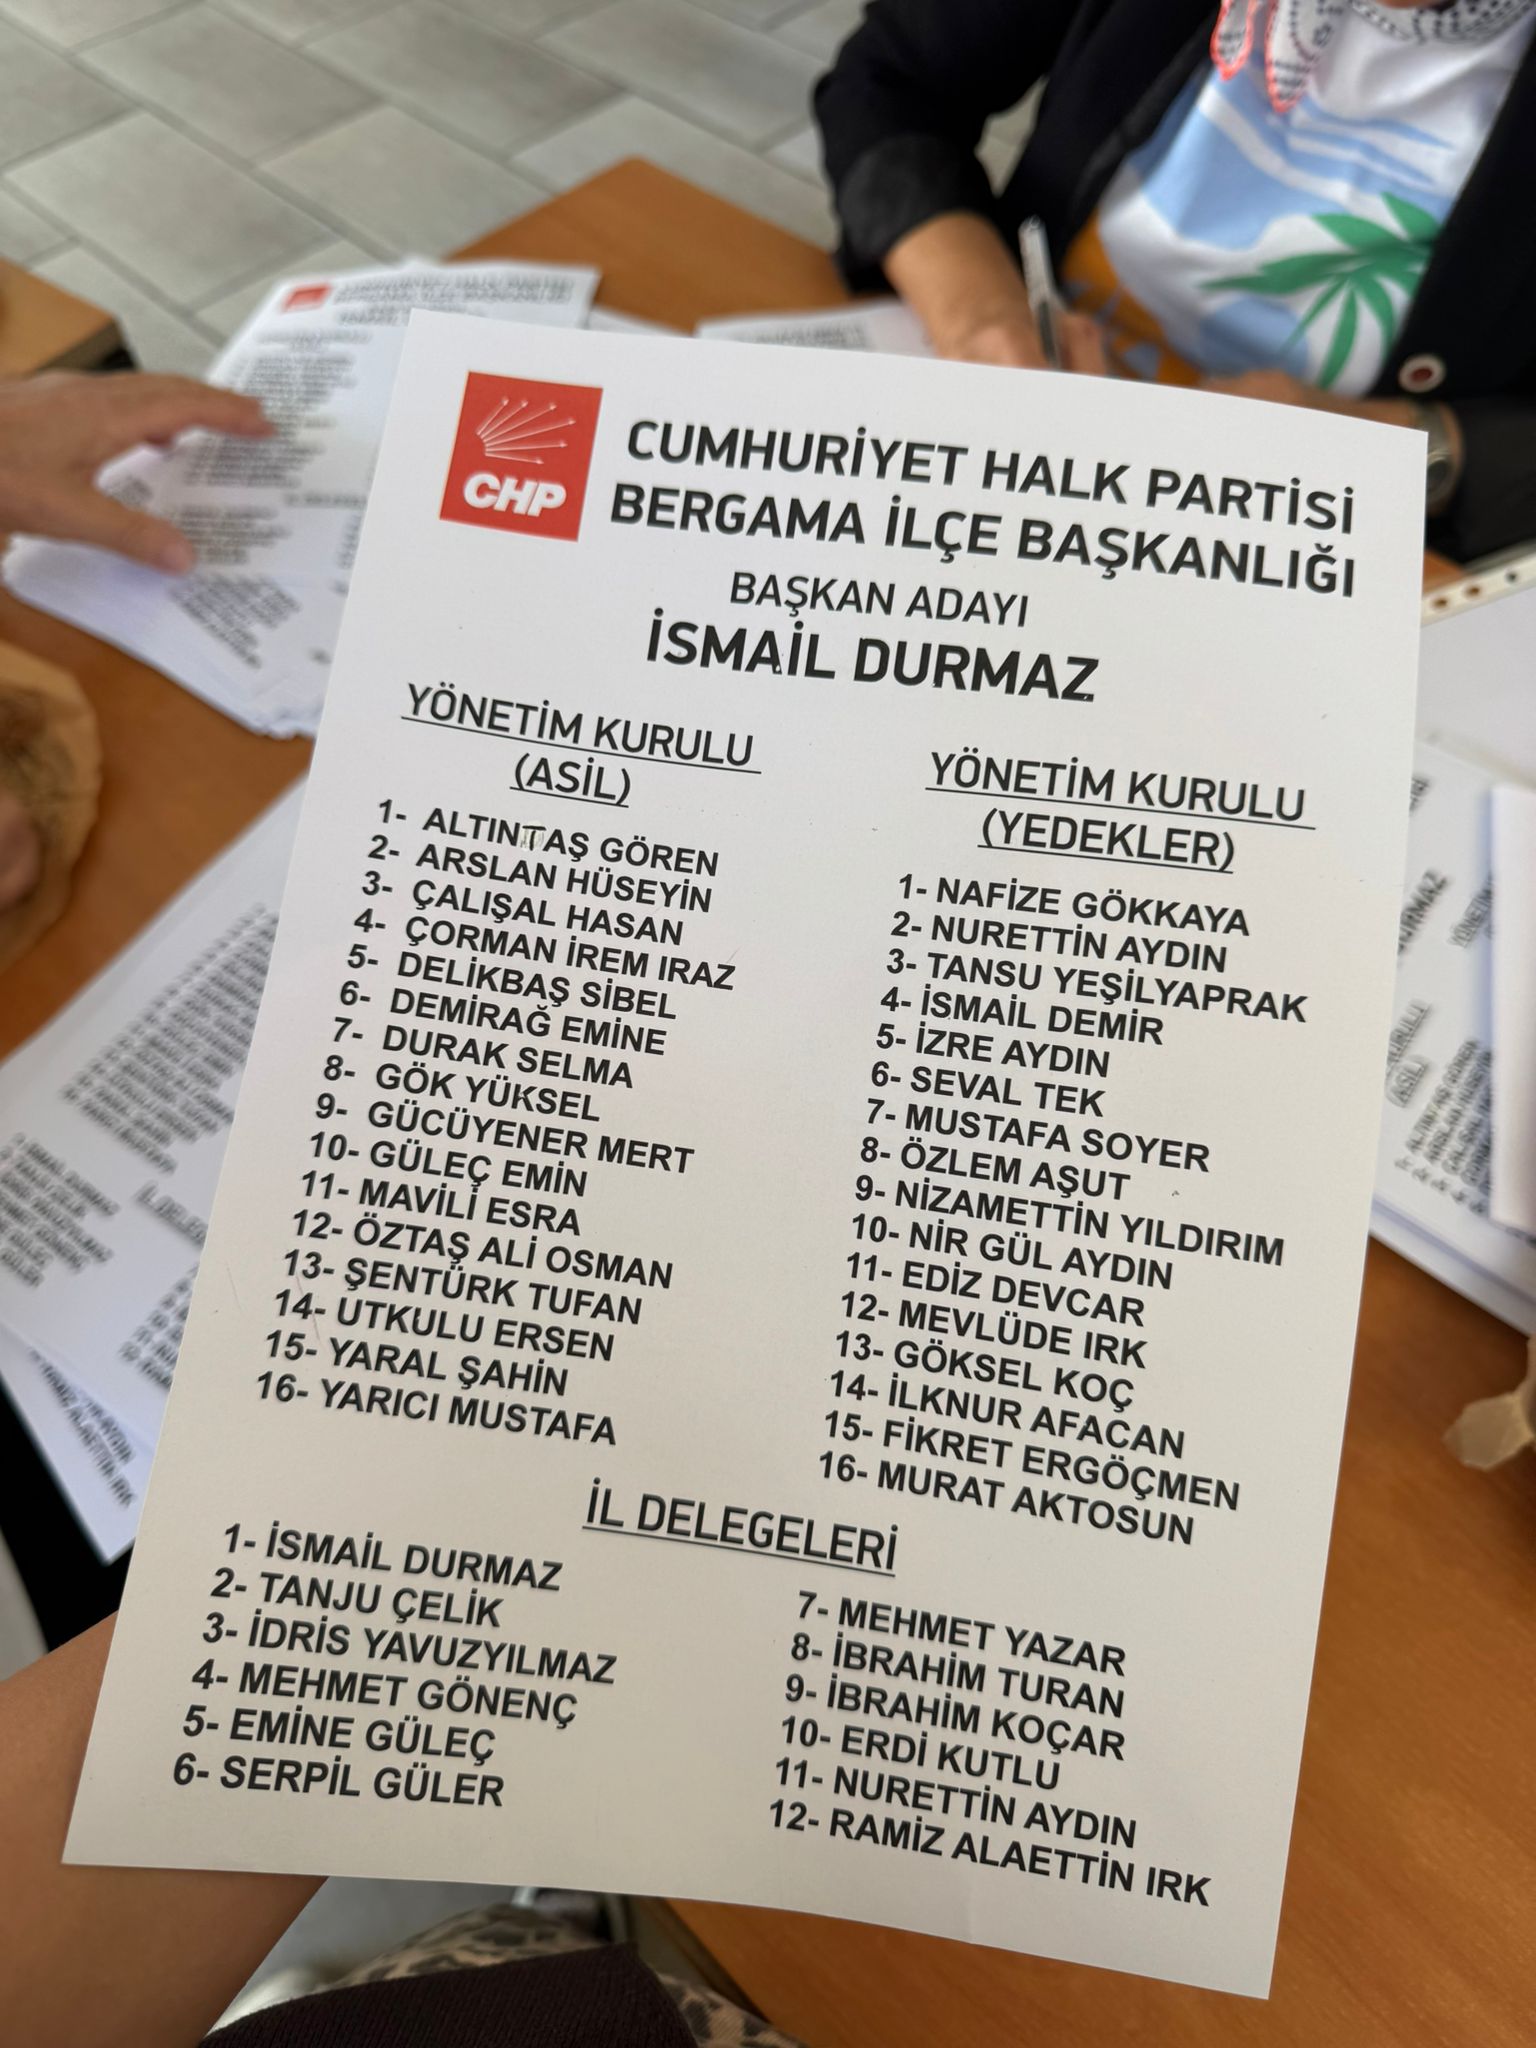 CHP
CUMHURİYET HALK PARTİSİ
BERGAMA İLÇE BAŞKANLIĞI
BAŞKAN ADAYI
İSMAİL DURMAZ
YÖNETİM KURULU
(ASİL)
1- ALTINTAŞ GÖREN
2- ARSLAN HÜSEYİN
3- ÇALIŞAL HASAN
4- ÇORMAN İREM IRAZ
5- DELİKBAŞ SİBEL
6- DEMİRAĞ EMİNE
7- DURAK SELMA
8- GÖK YÜKSEL
9- GÜCÜYENER MERT
10- GÜLEÇ EMİN
11- MAVİLİ ESRA
12- ÖZTAŞ ALİ OSMAN
13- ŞENTÜRK TUFAN
14- UTKULU ERSEN
15- YARAL ŞAHİN
16- YARICI MUSTAFA
YÖNETİM KURULU
(YEDEKLER)
1- NAFİZE GÖKKAYA
2- NURETTİN AYDIN
3- TANSU YEŞİLYAPRAK
4- İSMAİL DEMİR
5- İZRE AYDIN
6- SEVAL TEK
7- MUSTAFA SOYER
8- ÖZLEM AŞUT
9- NİZAMETTİN YILDIRIM
10- NİR GÜL AYDIN
11- EDİZ DEVCAR
12- MEVLÜDE IRK
13- GÖKSEL KOÇ
14- İLKNUR AFACAN
15- FİKRET ERGÖÇMEN
16- MURAT AKTOSUN
İL DELEGELERİ
1- İSMAİL DURMAZ
2- TANJU ÇELİK
3- İDRİS YAVUZYILMAZ
4- MEHMET GÖNENÇ
5- EMİNE GÜLEÇ
6- SERPİL GÜLER
7- MEHMET YAZAR
8- İBRAHİM TURAN
9- İBRAHİM KOÇAR
10- ERDİ KUTLU
11- NURETTİN AYDIN
12- RAMİZ ALAETTİN IRK